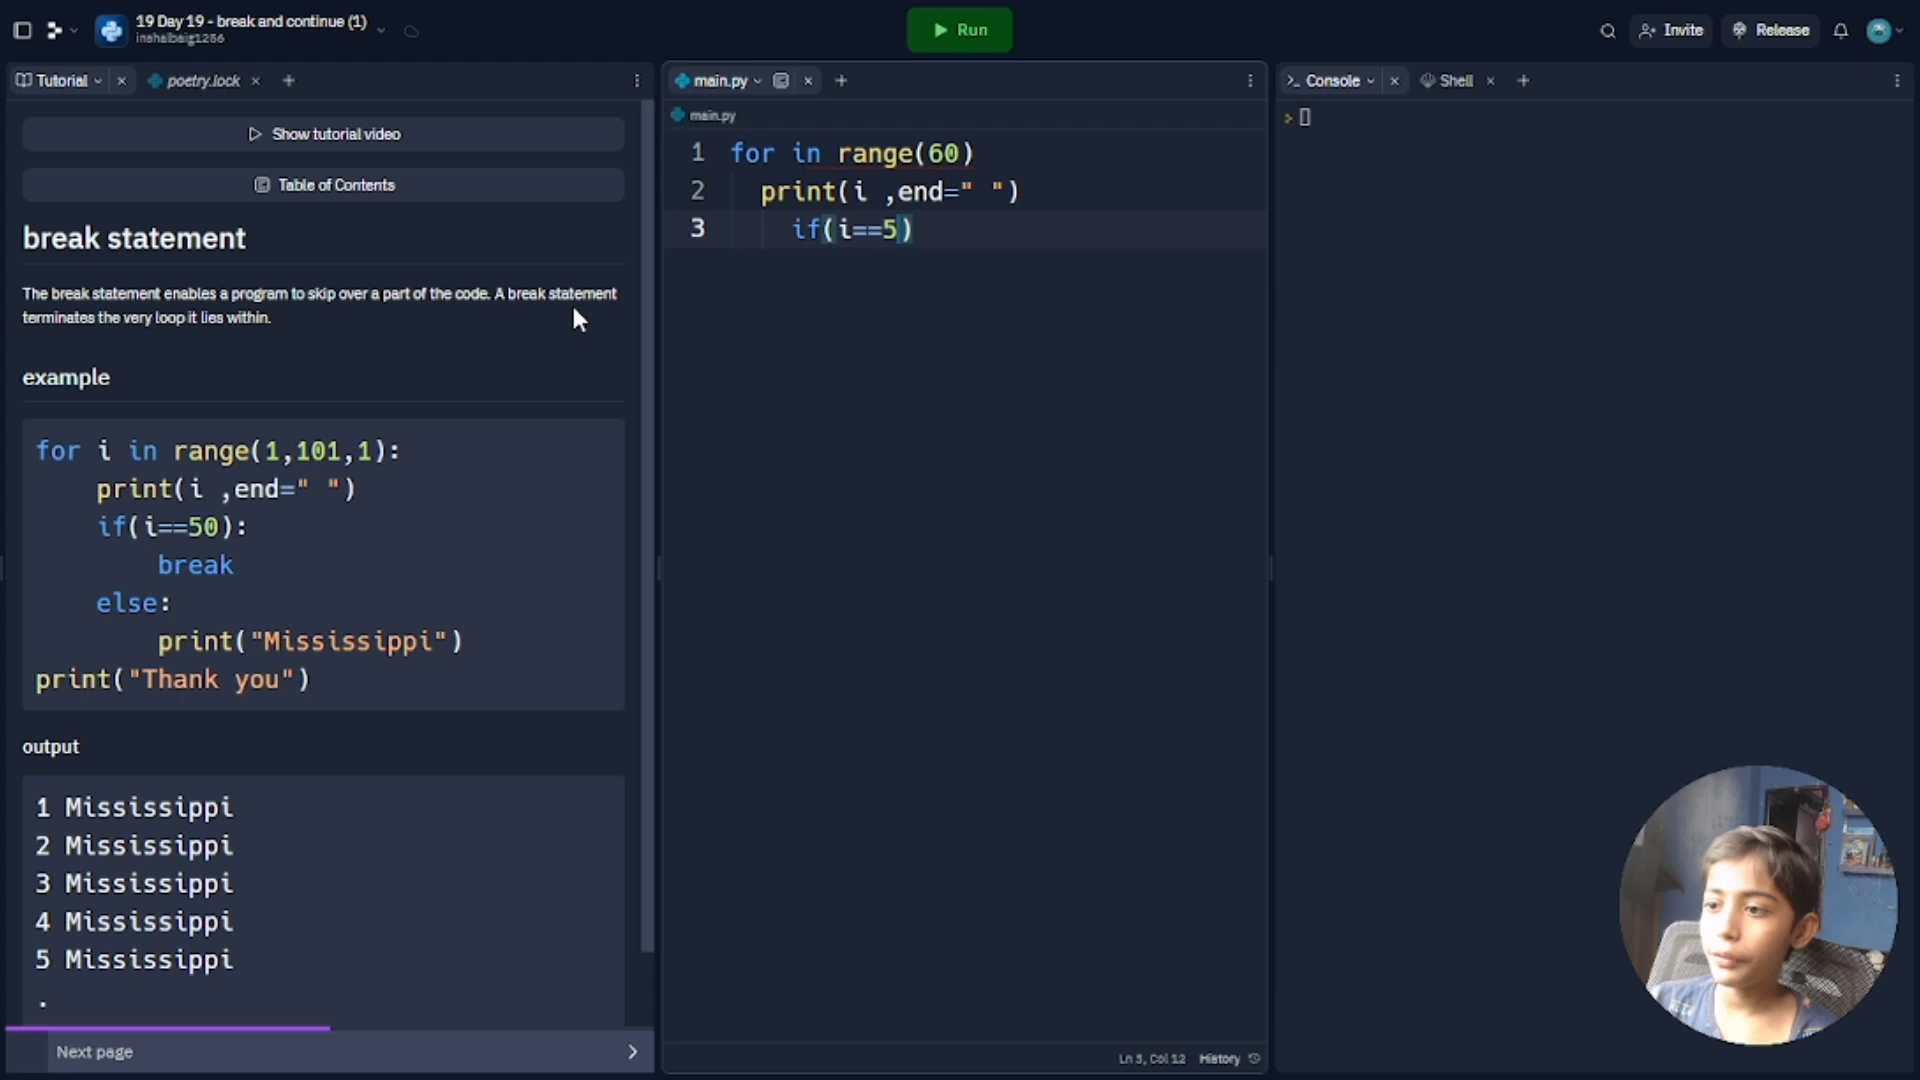 19 Day 19 - break and continue (1)
inshalbaig1256
Run
Invite
Release
Tutorial
poetry.lock
Show tutorial video
Table of Contents
break statement
The break statement enables a program to skip over a part of the code. A break statement
terminates the very loop it lies within.
example
for i in range(1,101,1):
    print(i ,end=" ")
    if(i==50):
        break
    else:
        print("Mississippi")
print("Thank you")
output
1 Mississippi
2 Mississippi
3 Mississippi
4 Mississippi
5 Mississippi
.
Next page
main.py
main.py
1 for in range(60)
2   print(i ,end=" ")
3     if(i==5)
Ln 3, Col 12 History
Console
Shell